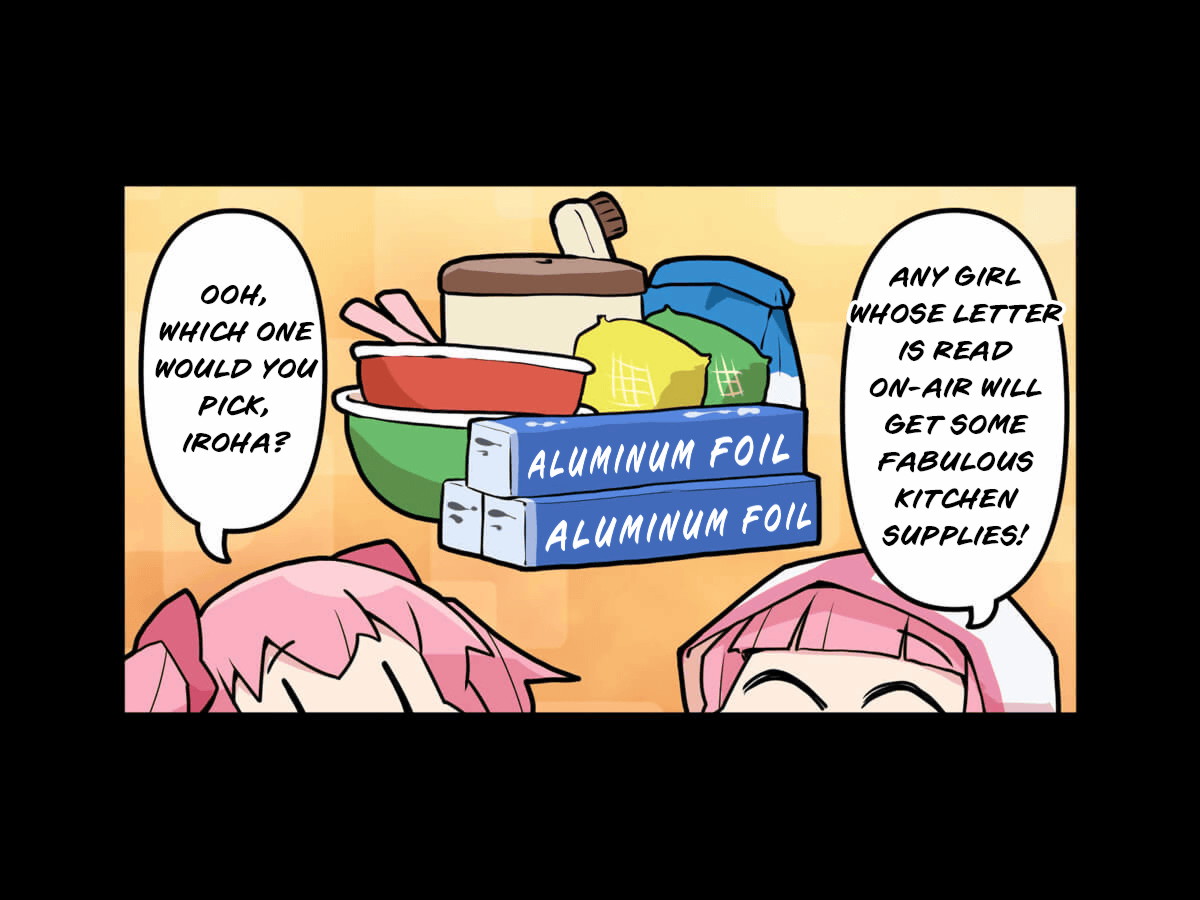 ANY GIRL
WHOSE LETTER
IS READ
ON-AIR WILL
GET SOME
FABULOUS
KITCHEN
SUPPLIES!
ALUMINUM FOIL
ALUMINUM FOIL
OOH,
WHICH ONE
WOULD YOU
PICK,
IROHA?